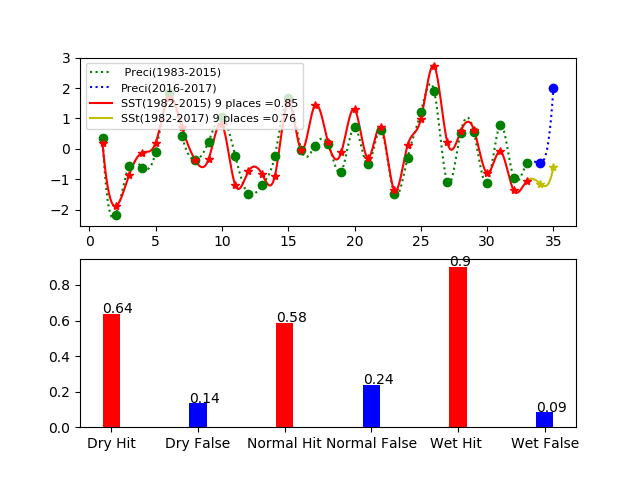 3
2
1
0
−1
−2
Preci(1983-2015)
Preci(2016-2017)
SST(1982-2015) 9 places =0.85
SSt(1982-2017) 9 places =0.76
0 5 10 15 20 25 30 35
0.8
0.6
0.4
0.2
0.0
0.64
0.14
0.58
0.24
0.9
0.09
Dry Hit Dry False Normal Hit Normal False Wet Hit Wet False